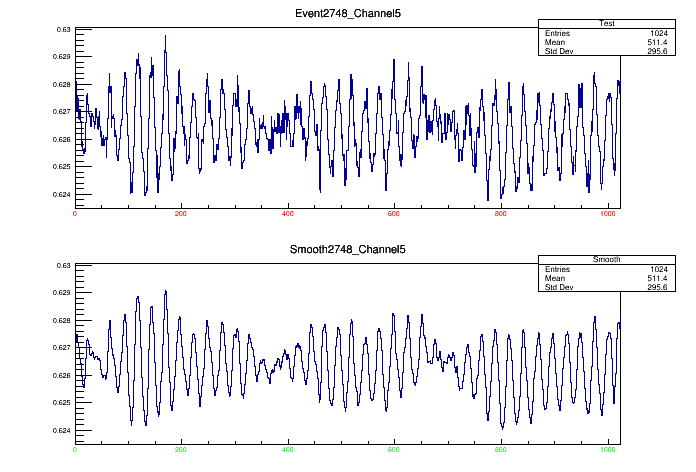 Event2748_Channel5
Test
Entries 1024
Mean 511.4
Std Dev 295.6
0.63
0.629
0.628
0.627
0.626
0.625
0.624
0 200 400 600 800 1000
Smooth2748_Channel5
Smooth
Entries 1024
Mean 511.4
Std Dev 295.6
0.63
0.629
0.628
0.627
0.626
0.625
0.624
0 200 400 600 800 1000